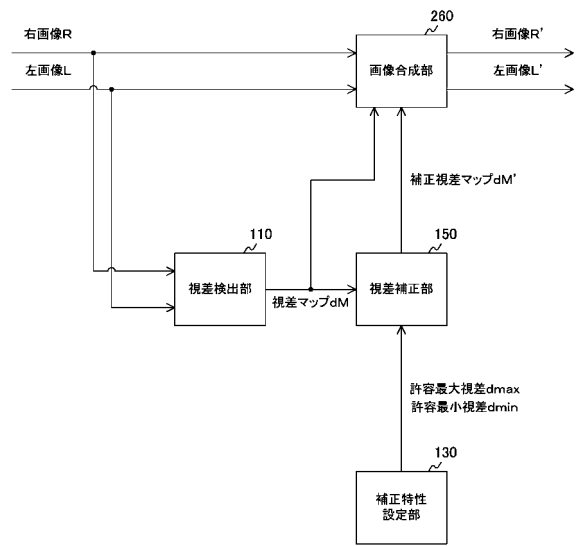 260
右画像R
右画像R'
左画像L
画像合成部
左画像L'
補正視差マップdM'
110
150
視差検出部
視差補正部
視差マップdM
許容最大視差dmax
許容最小視差dmin
130
補正特性
設定部